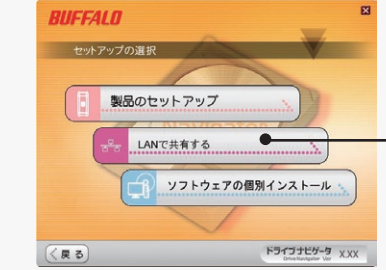 BUFFALO
セットアップの選択
製品のセットアップ
LANで共有する
ソフトウェアの個別インストール
戻る
ドライブナビゲータ X.XX
DriveNavigator Ver